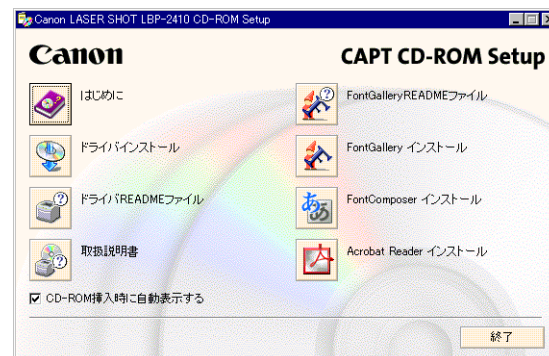 Canon LASER SHOT LBP-2410 CD-ROM Setup
Canon
CAPT CD-ROM Setup
はじめに
FontGalleryREADMEファイル
ドライバインストール
FontGallery インストール
ドライバREADMEファイル
FontComposer インストール
取扱説明書
Acrobat Reader インストール
CD-ROM挿入時に自動表示する
終了